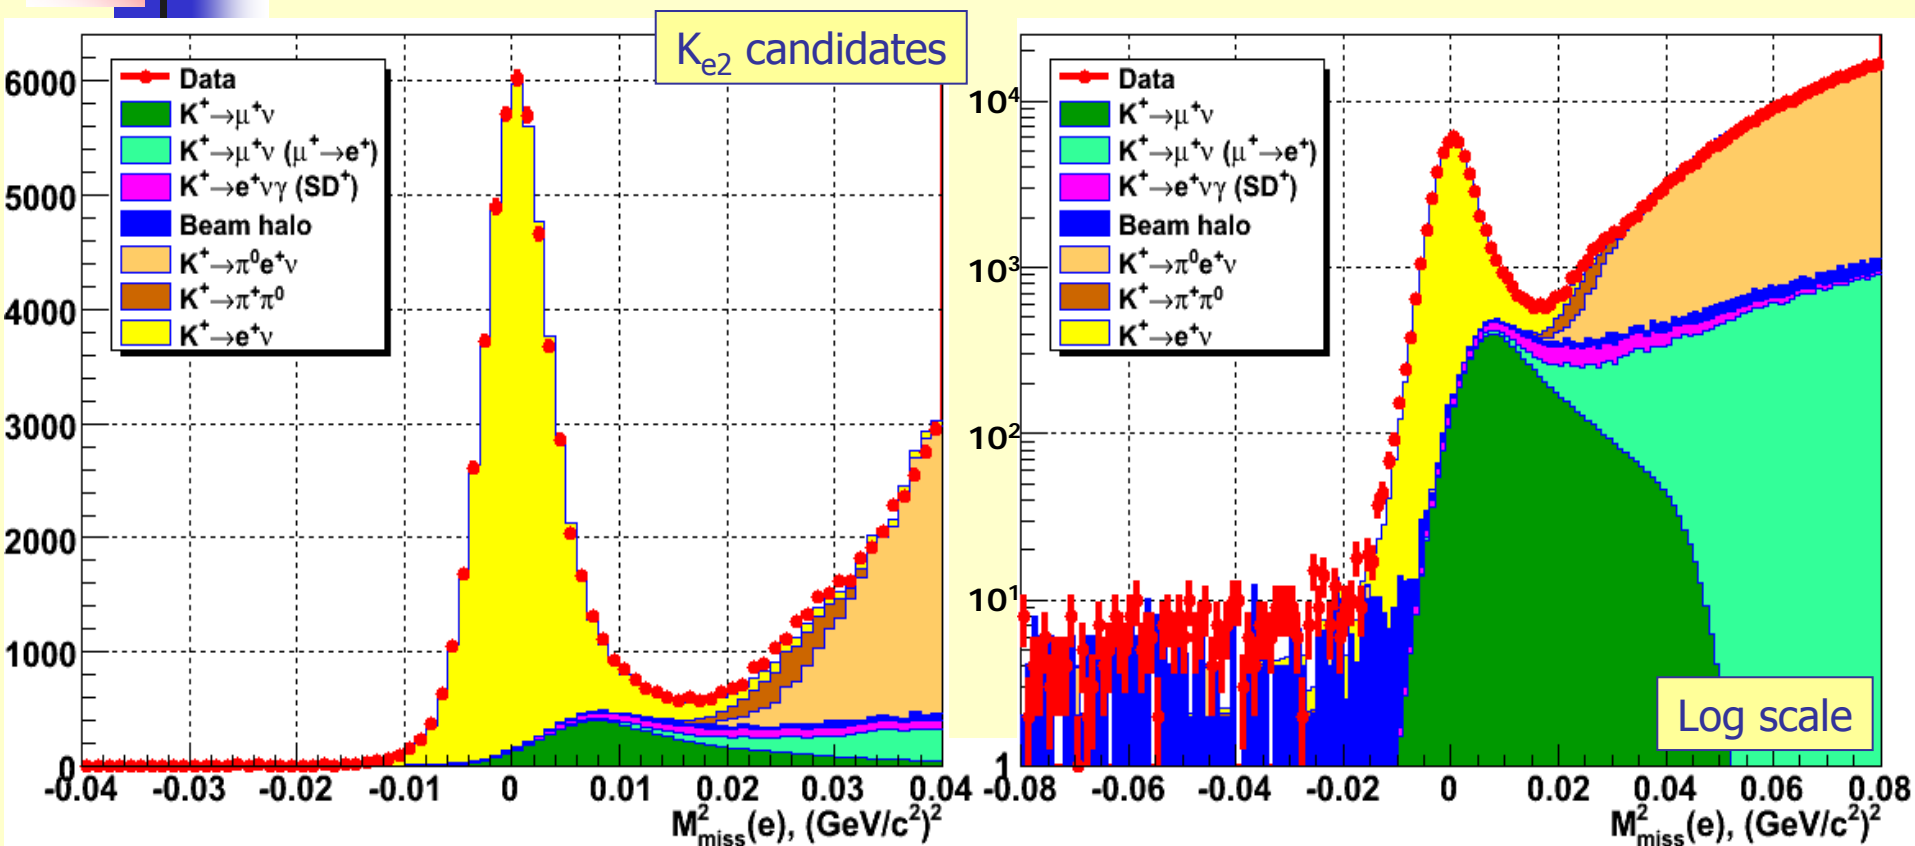 K_e2 candidates
6000
5000
4000
3000
2000
1000
0
Data
K⁺→μ⁺ν
K⁺→μ⁺ν (μ⁺→e⁺)
K⁺→e⁺νγ (SD⁺)
Beam halo
K⁺→π⁰e⁺ν
K⁺→π⁺π⁰
K⁺→e⁺ν
-0.04 -0.03 -0.02 -0.01 0 0.01 0.02 0.03 0.04
M²miss(e), (GeV/c²)²
10⁴
10³
10²
10¹
1
Data
K⁺→μ⁺ν
K⁺→μ⁺ν (μ⁺→e⁺)
K⁺→e⁺νγ (SD⁺)
Beam halo
K⁺→π⁰e⁺ν
K⁺→π⁺π⁰
K⁺→e⁺ν
Log scale
-0.08 -0.06 -0.04 -0.02 0 0.02 0.04 0.06 0.08
M²miss(e), (GeV/c²)²